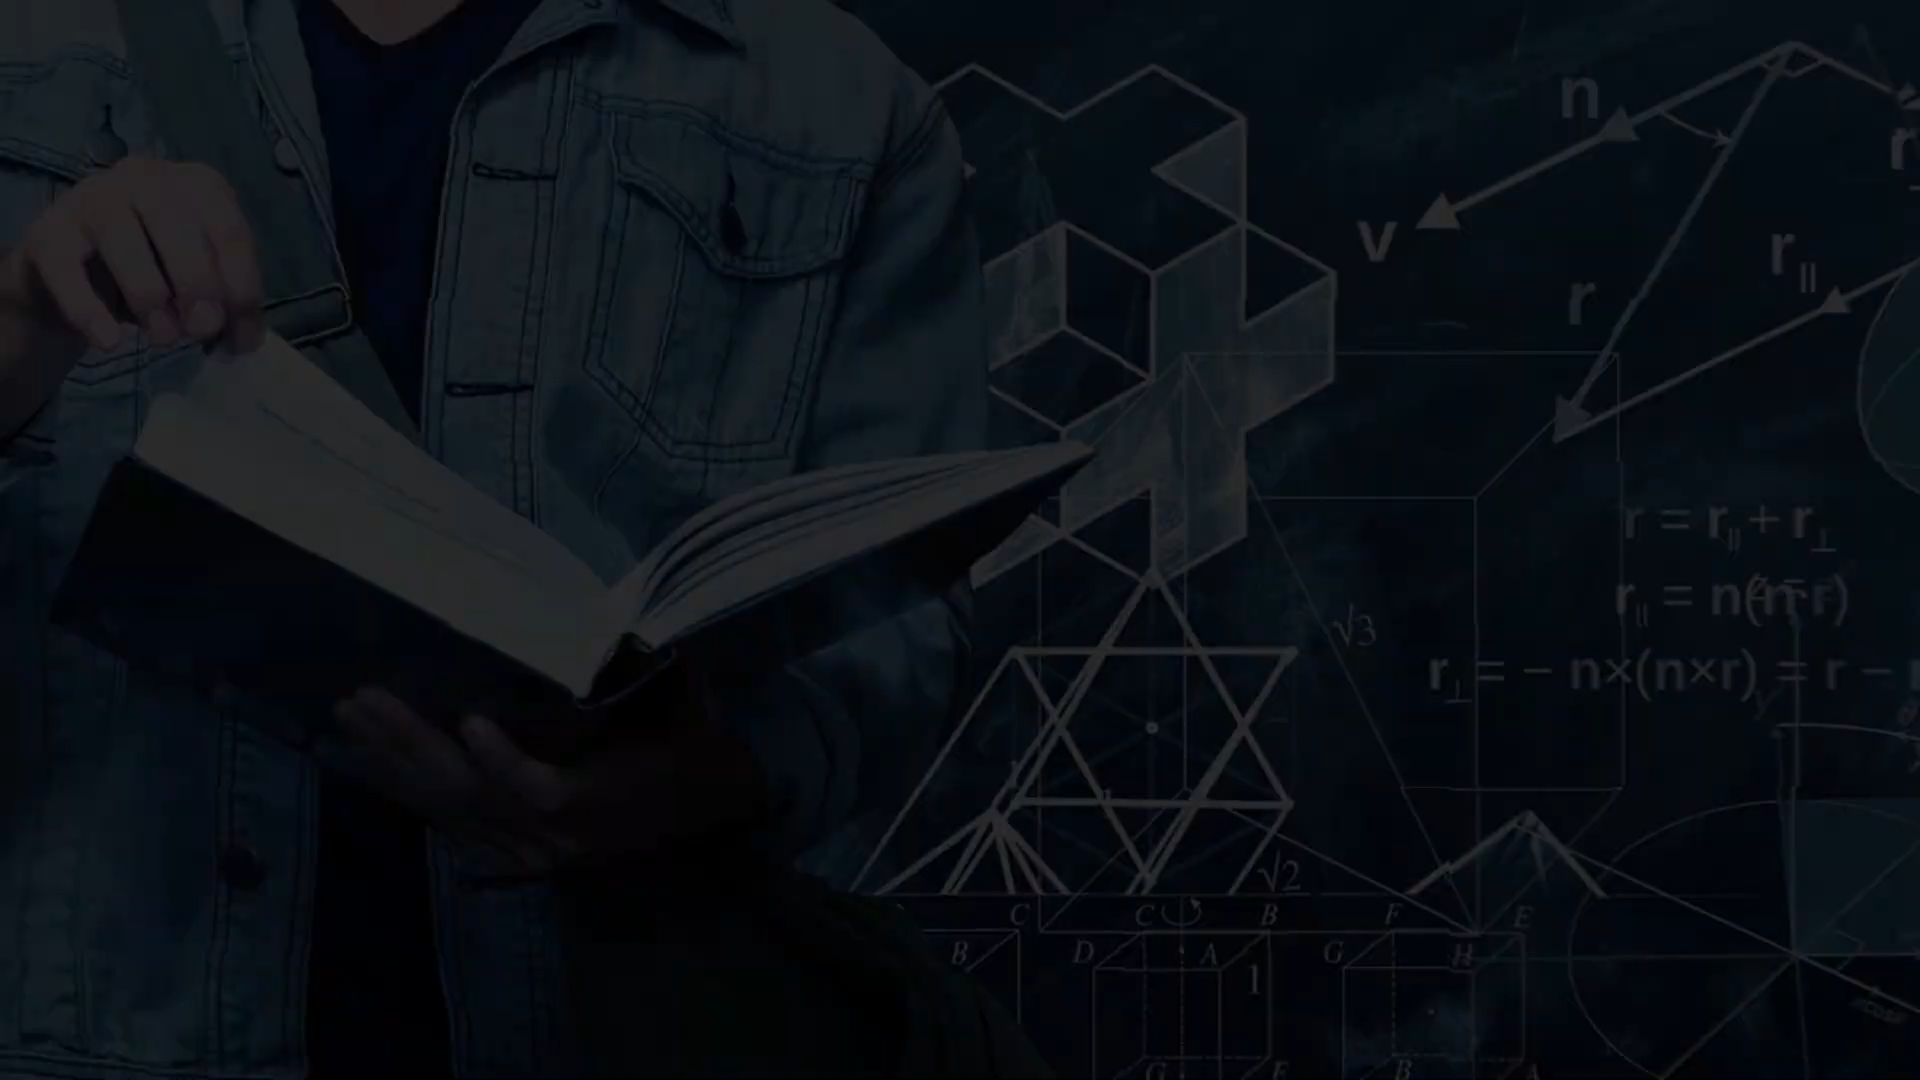 n
v
r
r∥
r = r∥ + r⊥
r⊥ = − n×(n×r) = r −
√3
√2
C C B F E
B D A G H
1
G E B A